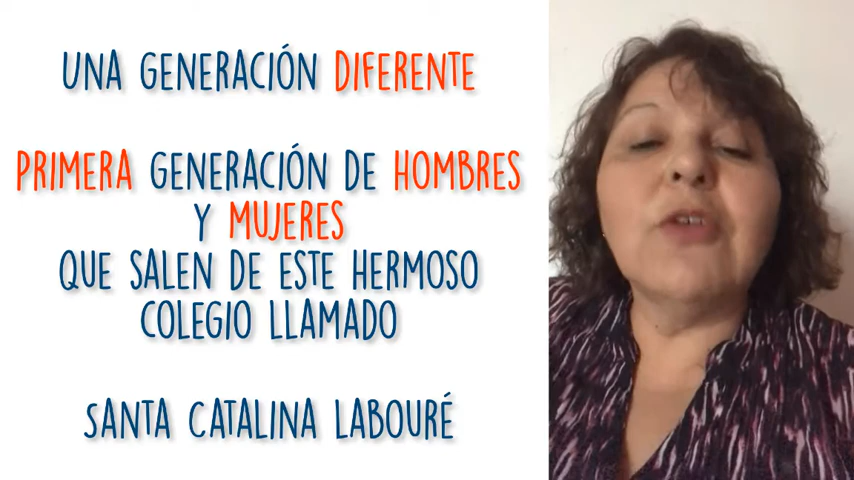 UNA GENERACIÓN DIFERENTE
PRIMERA GENERACIÓN DE HOMBRES
Y MUJERES
QUE SALEN DE ESTE HERMOSO
COLEGIO LLAMADO
SANTA CATALINA LABOURÉ